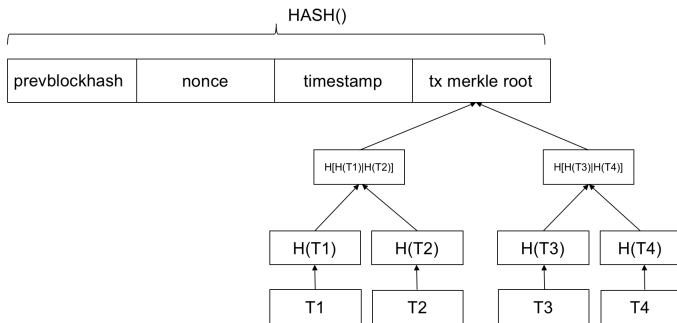 HASH()
prevblockhash nonce timestamp tx merkle root
H[H(T1)|H(T2)] H[H(T3)|H(T4)]
H(T1) H(T2) H(T3) H(T4)
T1 T2 T3 T4